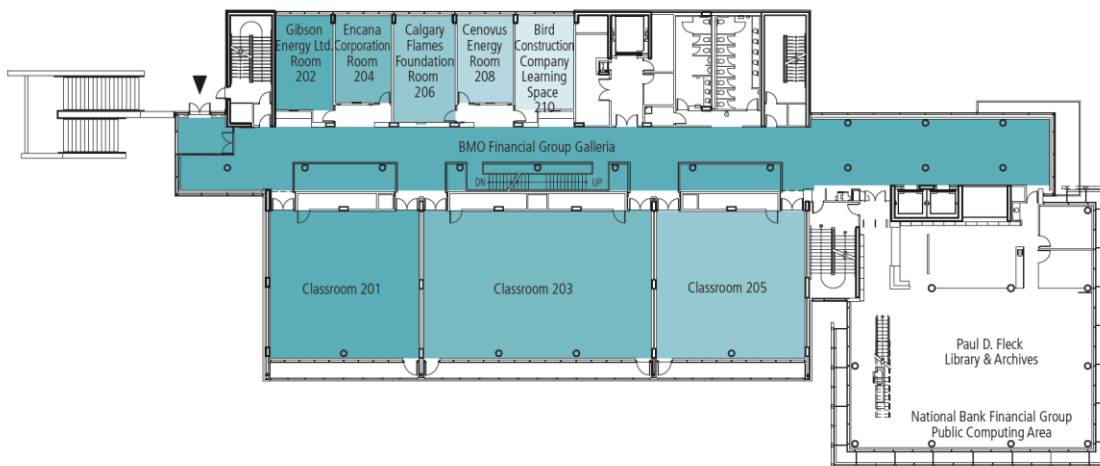 Gibson
Energy Ltd.
Room
202
Encana
Corporation
Room
204
Calgary
Flames
Foundation
Room
206
Cenovus
Energy
Room
208
Bird
Construction
Company
Learning
Space
210
BMO Financial Group Galleria
DN
UP
Classroom 201
Classroom 203
Classroom 205
Paul D. Fleck
Library & Archives
National Bank Financial Group
Public Computing Area